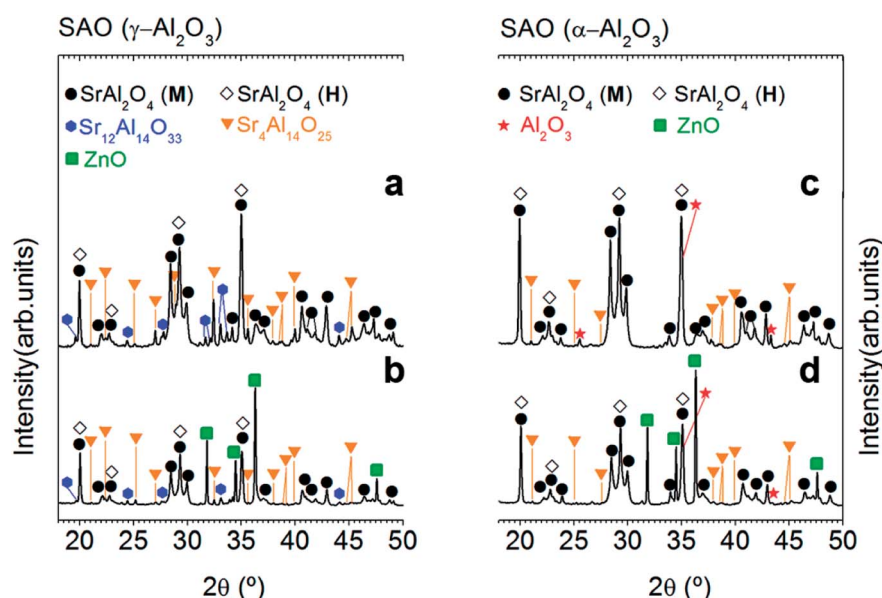 SAO (γ–Al₂O₃)
SrAl₂O₄ (M) SrAl₂O₄ (H)
Sr₁₂Al₁₄O₃₃ Sr₄Al₁₄O₂₅
ZnO
a
b
Intensity(arb.units)
20 25 30 35 40 45 50
2θ (º)
SAO (α–Al₂O₃)
SrAl₂O₄ (M) SrAl₂O₄ (H)
Al₂O₃ ZnO
Sr₄Al₁₄O₂₅
c
d
Intensity(arb.units)
20 25 30 35 40 45 50
2θ (º)